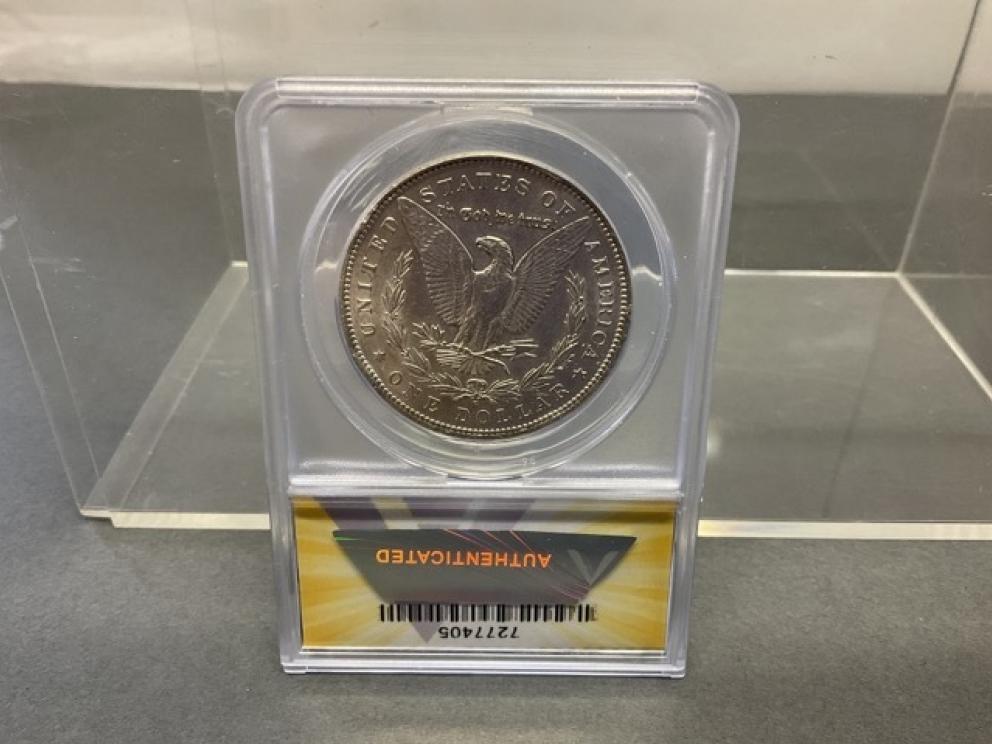 UNITED STATES OF AMERICA
In God we Trust
ONE DOLLAR
AUTHENTICATED
7277405